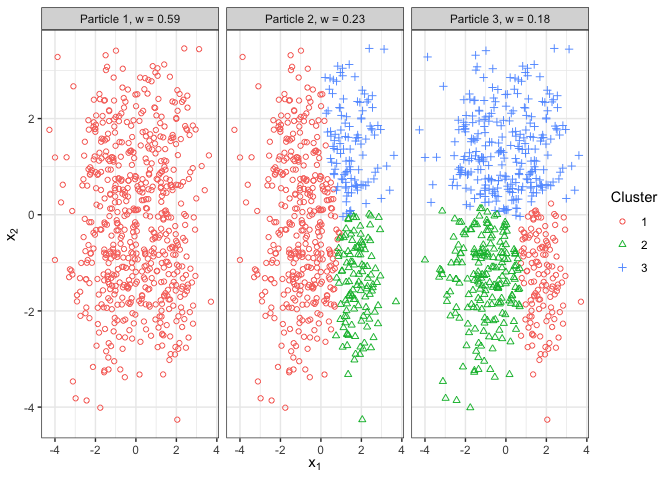 Particle 1, w = 0.59
Particle 2, w = 0.23
Particle 3, w = 0.18
2
0
-2
-4
x₂
-4 -2 0 2 4
-4 -2 0 2 4
-4 -2 0 2 4
x₁
Cluster
1
2
3